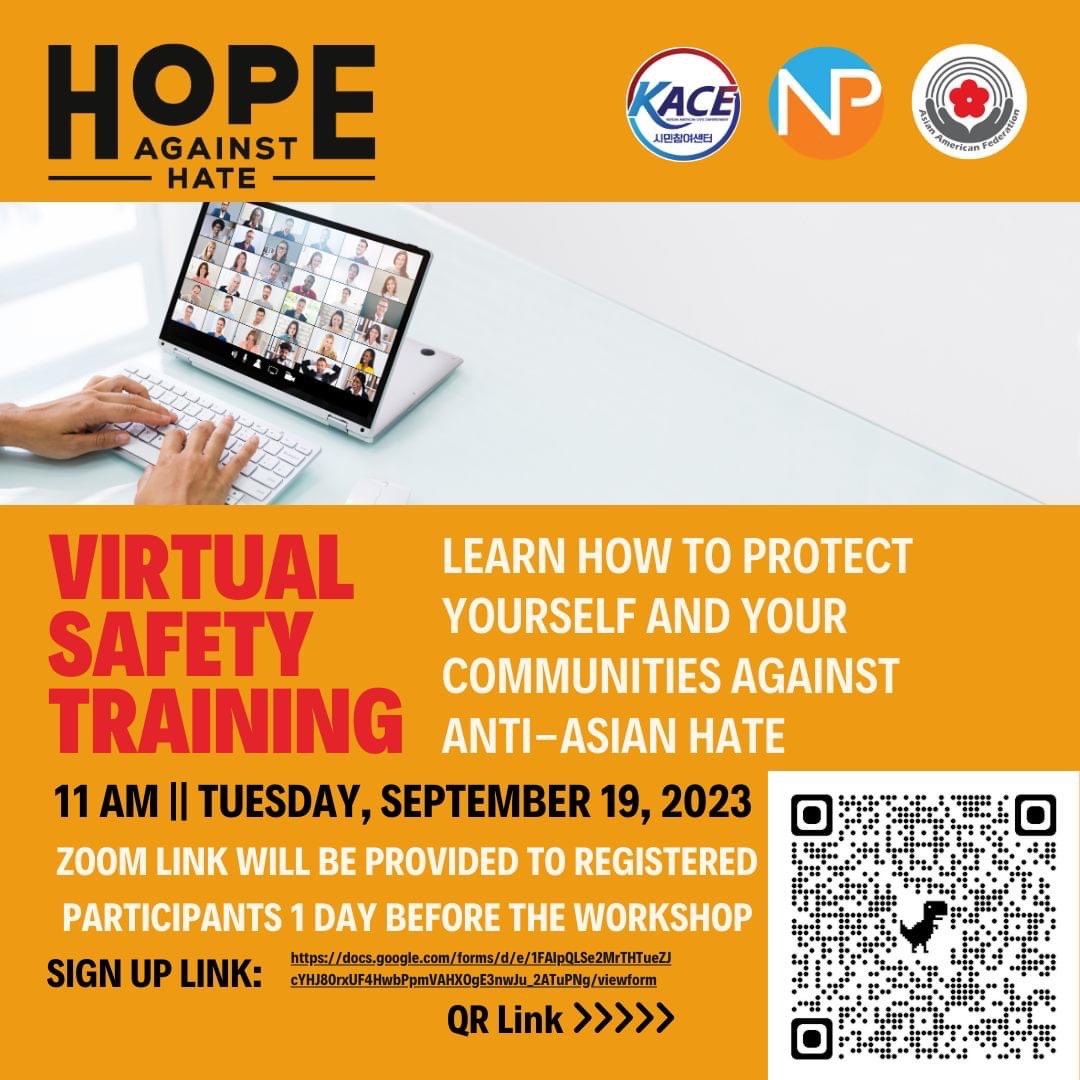 HOPE
AGAINST
HATE
KACE
시민참여센터
NP
Asian American Federation
VIRTUAL
SAFETY
TRAINING
LEARN HOW TO PROTECT
YOURSELF AND YOUR
COMMUNITIES AGAINST
ANTI–ASIAN HATE
11 AM || TUESDAY, SEPTEMBER 19, 2023
ZOOM LINK WILL BE PROVIDED TO REGISTERED
PARTICIPANTS 1 DAY BEFORE THE WORKSHOP
SIGN UP LINK:
https://docs.google.com/forms/d/e/1FAIpQLSe2MrTHTueZJ
cYHJ80rxUF4HwbPpmVAHXOgE3nwJu_2ATuPNg/viewform
QR Link >>>>>